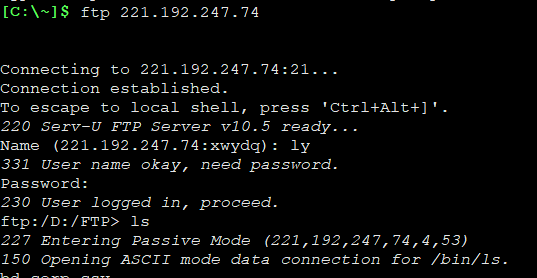 [C:\~]$ ftp 221.192.247.74
Connecting to 221.192.247.74:21...
Connection established.
To escape to local shell, press 'Ctrl+Alt+]'.
220 Serv-U FTP Server v10.5 ready...
Name (221.192.247.74:xwydq): ly
331 User name okay, need password.
Password:
230 User logged in, proceed.
ftp:/D:/FTP> ls
227 Entering Passive Mode (221,192,247,74,4,53)
150 Opening ASCII mode data connection for /bin/ls.